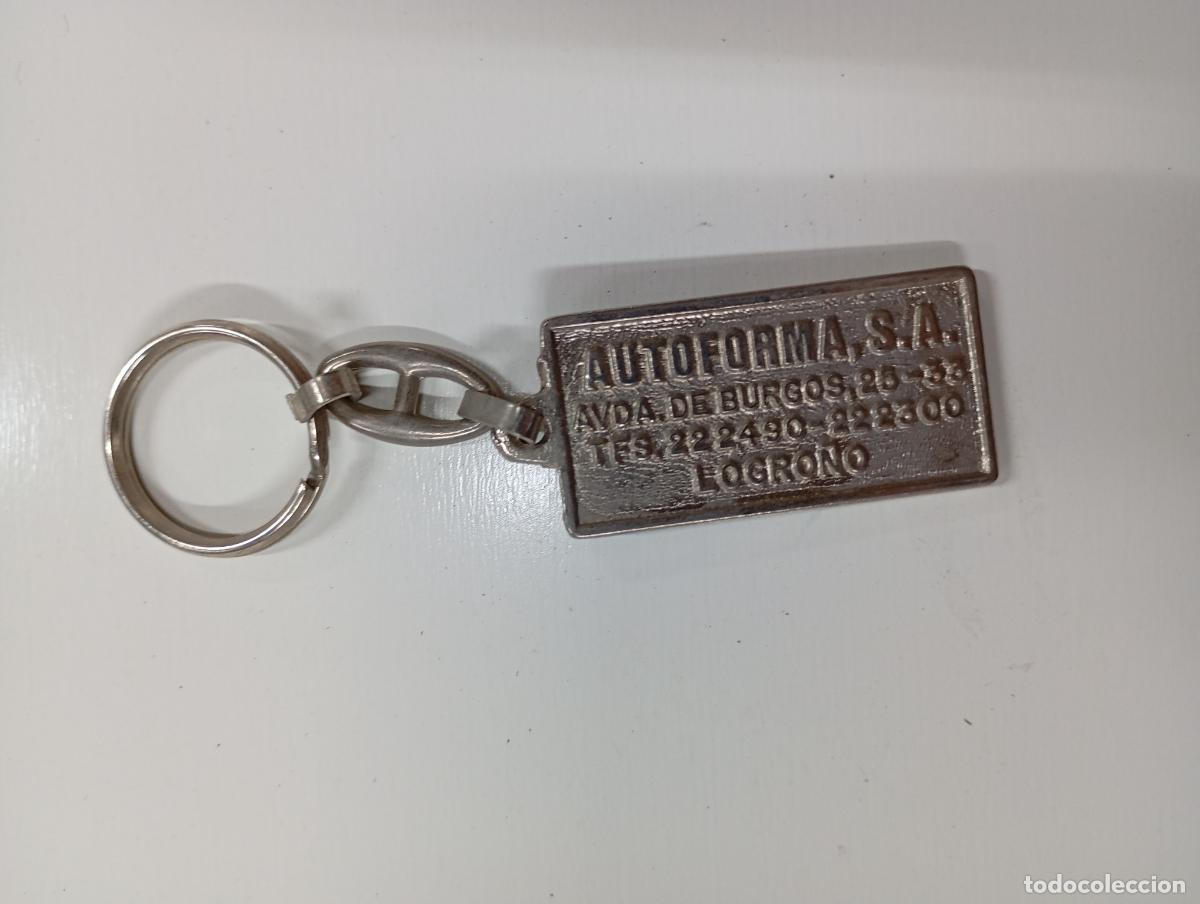 AUTOFORMA, S.A.
AVDA. DE BURGOS, 25-33
TFS. 222490-222300
LOGROÑO
todocoleccion